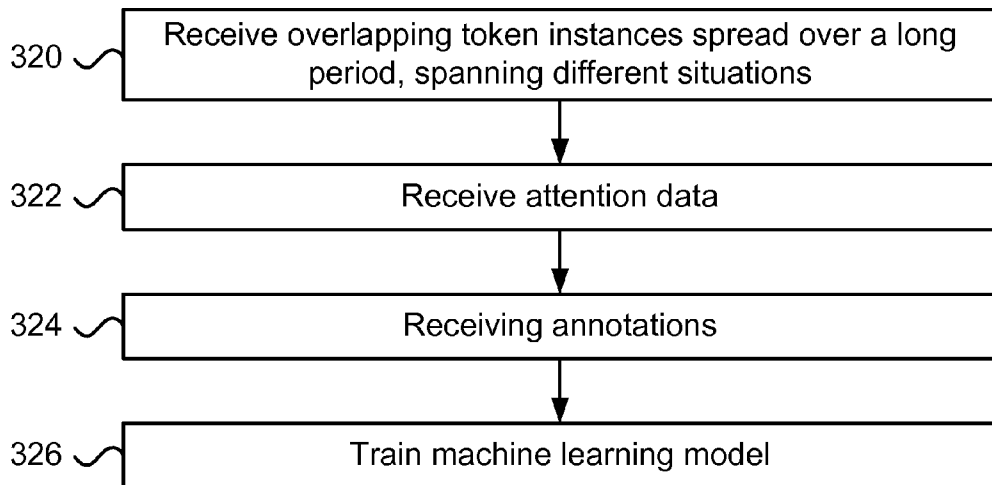 320
Receive overlapping token instances spread over a long
period, spanning different situations
322
Receive attention data
324
Receiving annotations
326
Train machine learning model